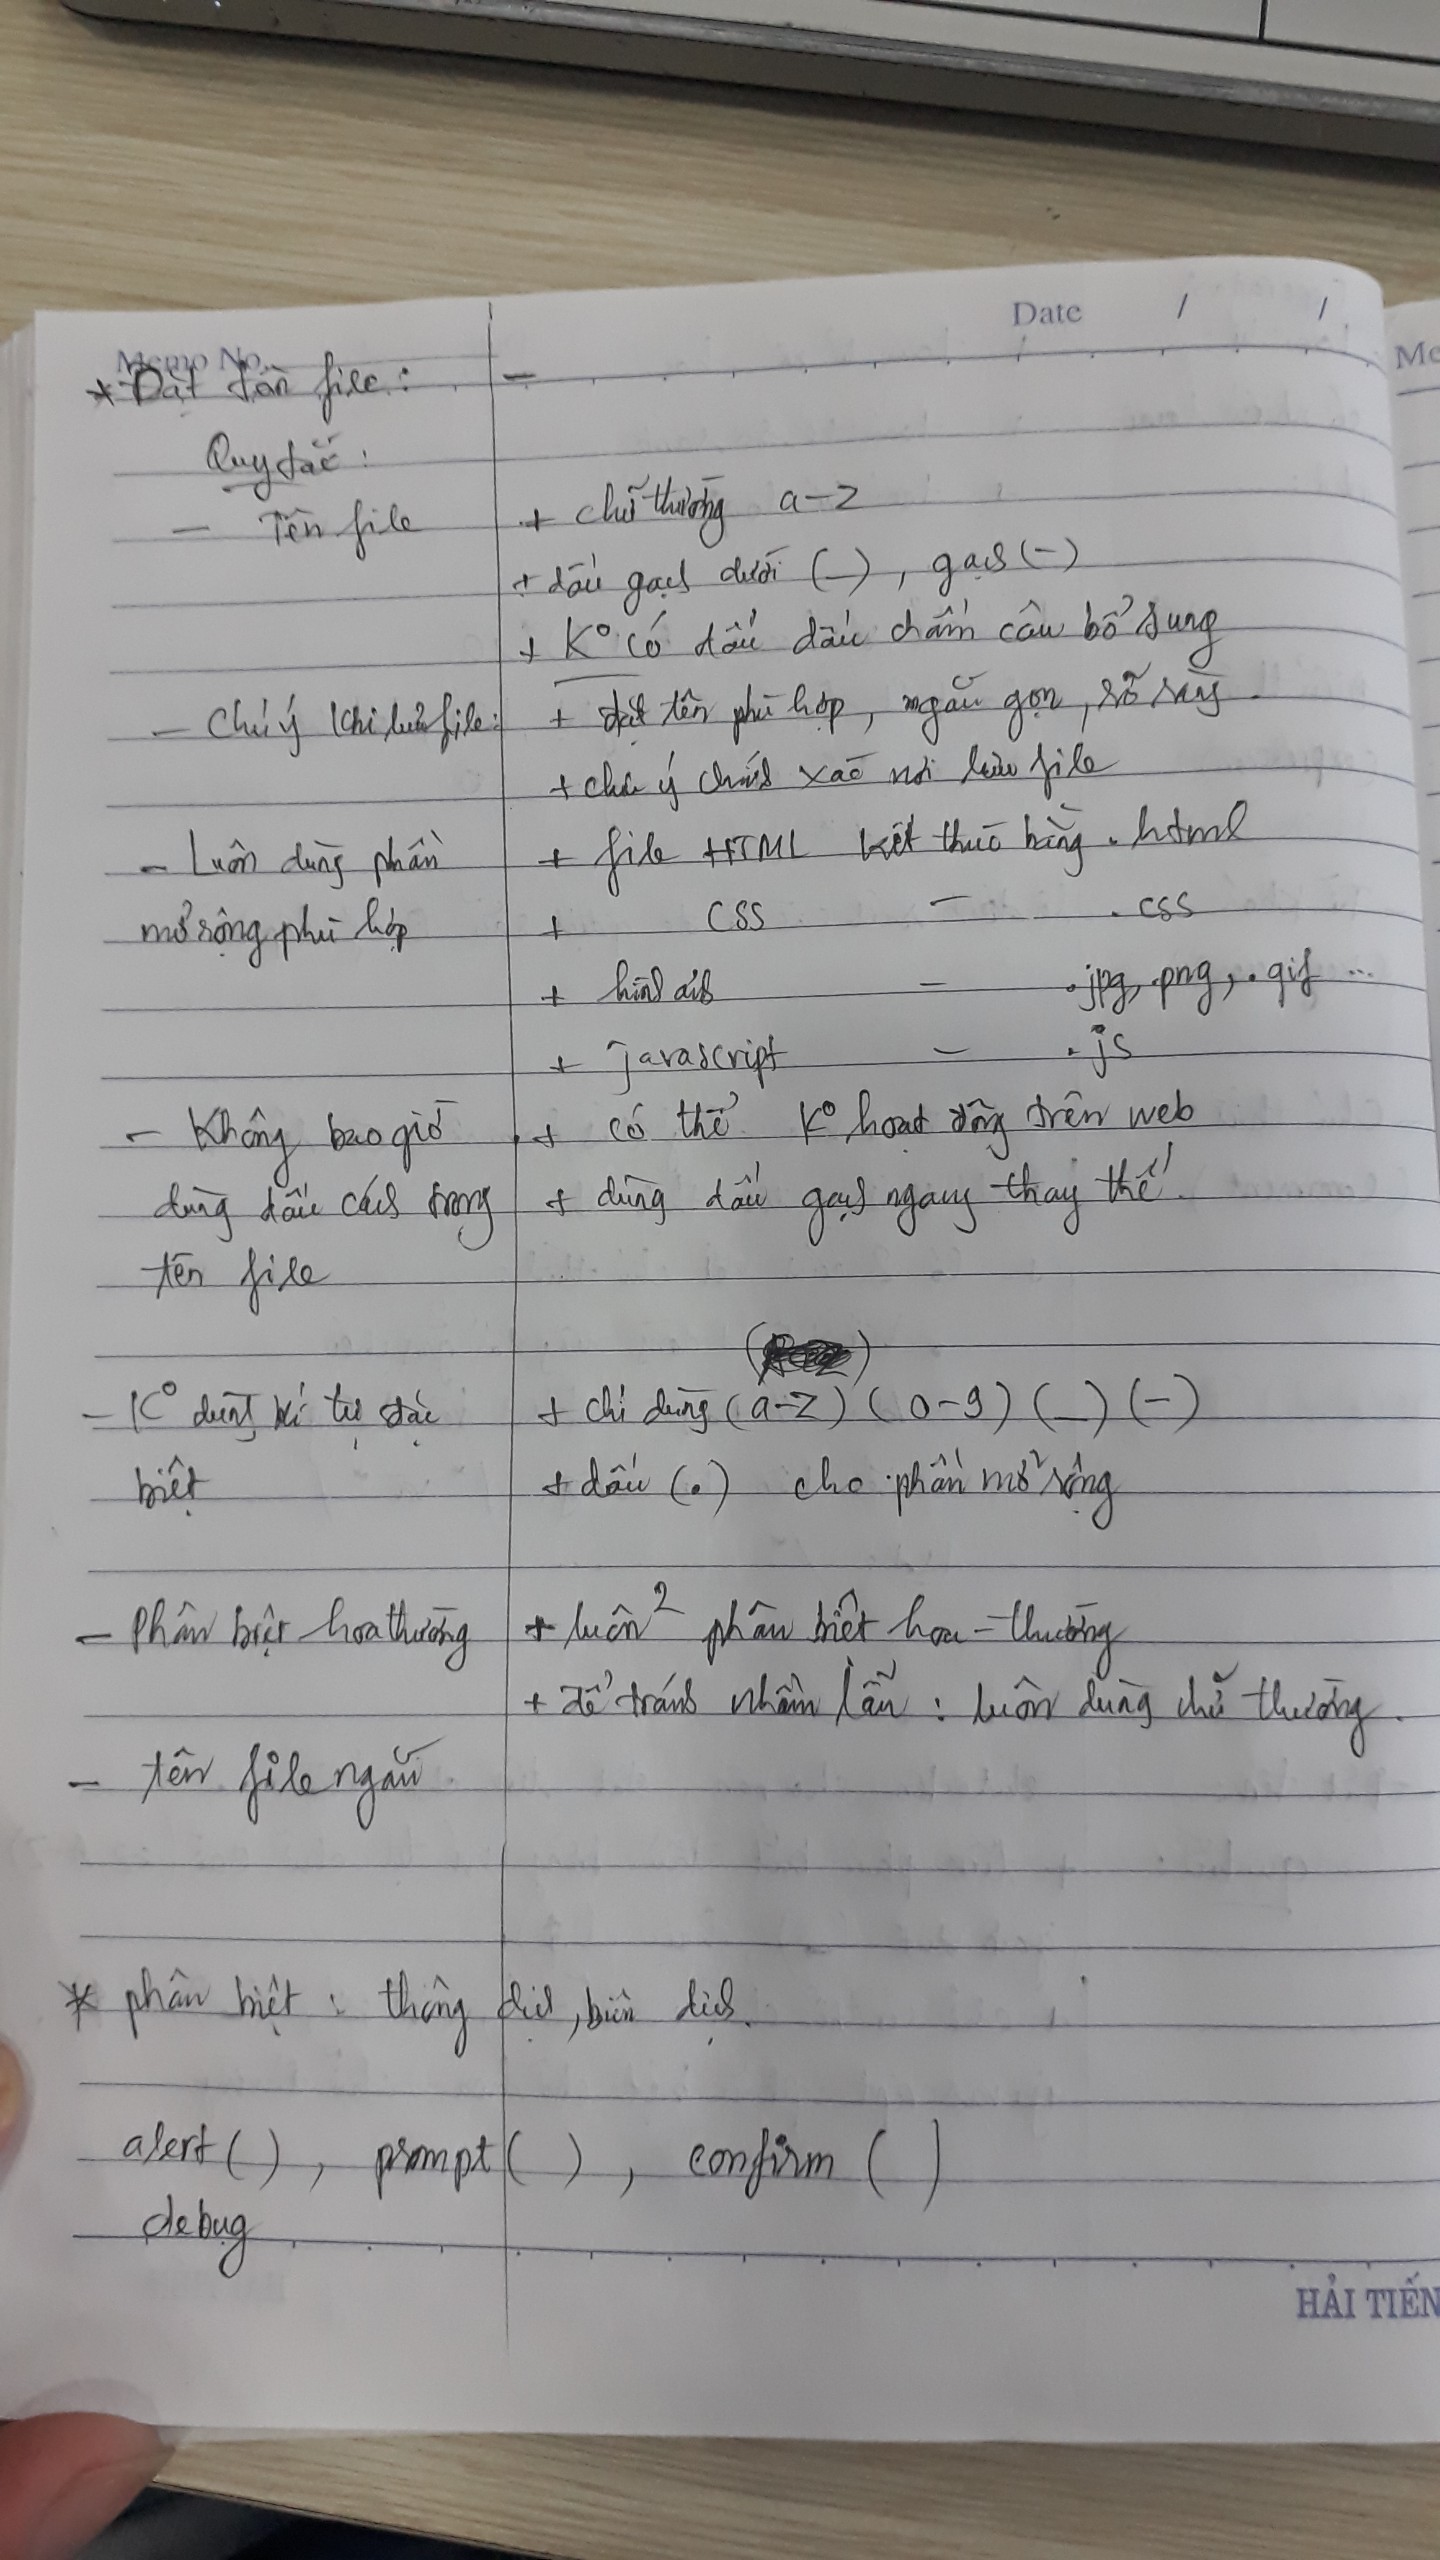 Date / /
Memo No.
Me
* Đặt tên file : -
Quy tắc :
- Tên file + chữ thường a-z
+ dấu gạch dưới (_), gạch (-)
+ K° có dấu dấu chấm câu bổ sung
- Chú ý khi lưu file: + đặt tên phù hợp, ngắn gọn, rõ ràng.
+ chú ý chính xác nơi lưu file
- Luôn dùng phần + file HTML kết thúc bằng .html
mở rộng phù hợp + CSS - .css
+ hình ảnh - .jpg, .png, .gif ...
+ javascript - .js
- Không bao giờ + có thể K° hoạt động trên web
dùng dấu cách trong + dùng dấu gạch ngang thay thế.
tên file
- K° dùng kí tự đặc + chỉ dùng (a-z) (0-9) (_) (-)
biệt + dấu (.) cho phần mở rộng
- Phân biệt hoa thường + luôn² phân biệt hoa - thường
+ để tránh nhầm lẫn : luôn dùng chữ thường.
- tên file ngắn
* phân biệt : thông dịch, biên dịch.
alert ( ) , prompt ( ) , confirm ( )
debug
HẢI TIẾN